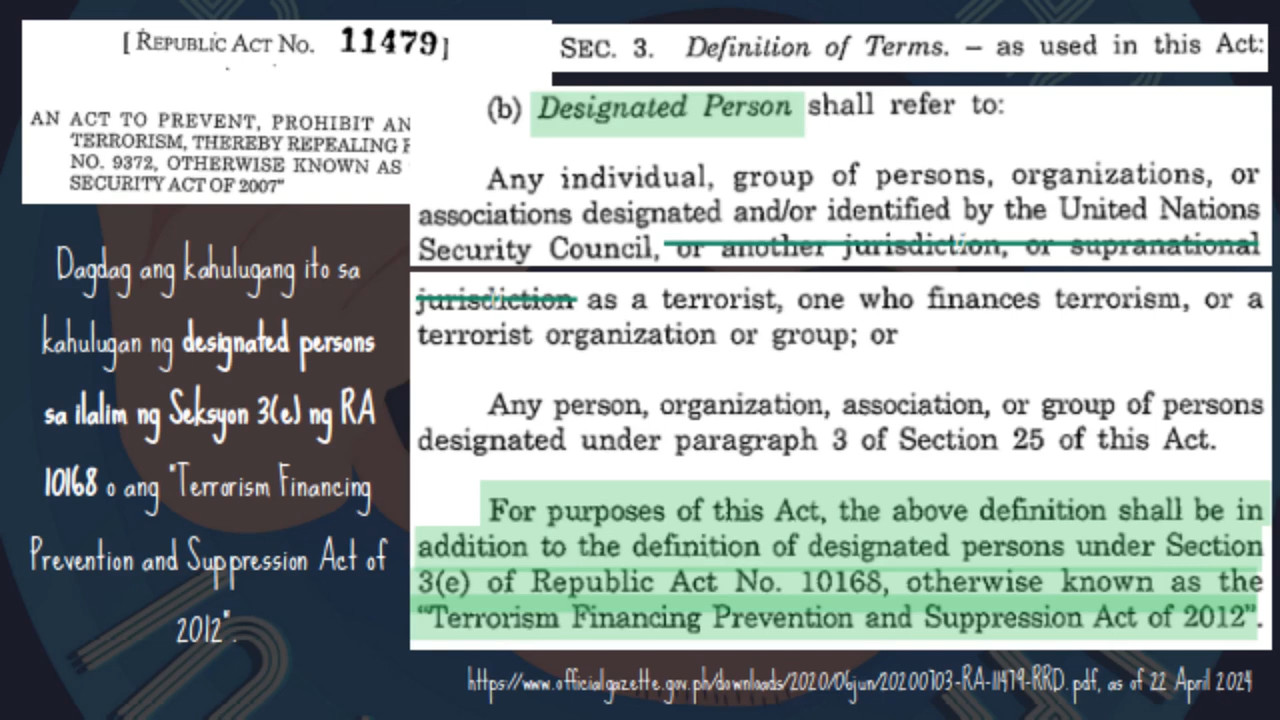 [ REPUBLIC ACT NO. 11479 ]
AN ACT TO PREVENT, PROHIBIT AN
TERRORISM, THEREBY REPEALING
NO. 9372, OTHERWISE KNOWN AS
SECURITY ACT OF 2007"
Dagdag ang kahulugang ito sa
kahulugan ng designated persons
sa ilalim ng Seksyon 3(e) ng RA
10168 o ang "Terrorism Financing
Prevention and Suppression Act of
2012".
SEC. 3. Definition of Terms. – as used in this Act:
(b) Designated Person shall refer to:
Any individual, group of persons, organizations, or
associations designated and/or identified by the United Nations
Security Council, or another jurisdiction, or supranational
jurisdiction as a terrorist, one who finances terrorism, or a
terrorist organization or group; or
Any person, organization, association, or group of persons
designated under paragraph 3 of Section 25 of this Act.
For purposes of this Act, the above definition shall be in
addition to the definition of designated persons under Section
3(e) of Republic Act No. 10168, otherwise known as the
"Terrorism Financing Prevention and Suppression Act of 2012".
https://www.officialgazette.gov.ph/downloads/2020/06jun/20200703-RA-11479-RRD.pdf, as of 22 April 2024